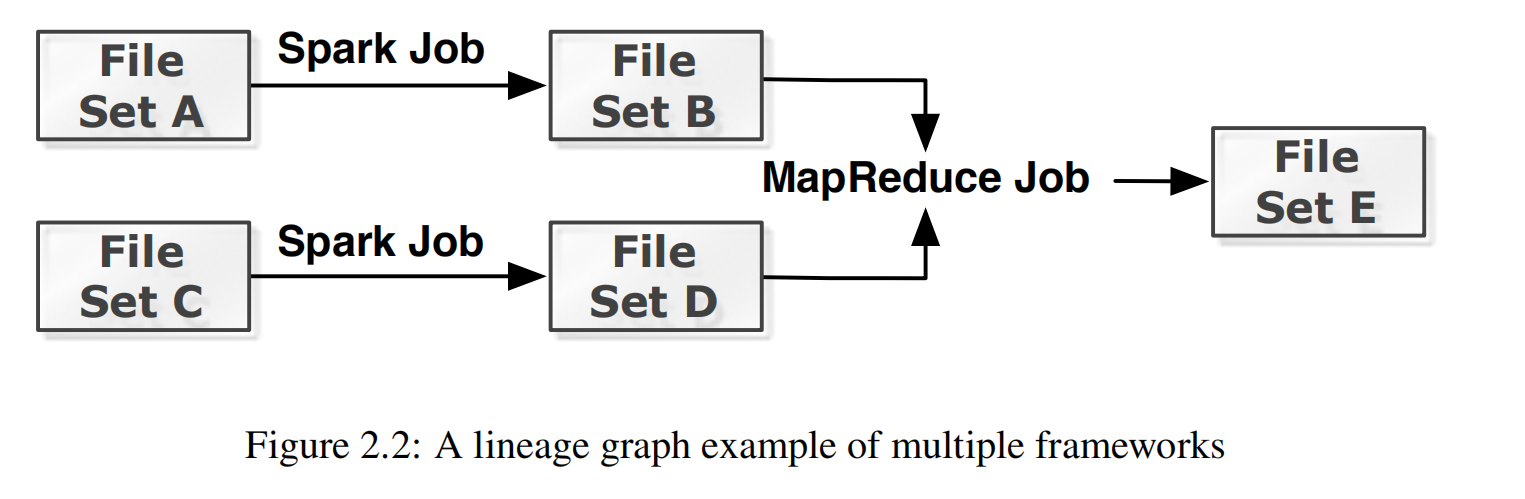 File
Set A
Spark Job
File
Set B
MapReduce Job
File
Set E
File
Set C
Spark Job
File
Set D
Figure 2.2: A lineage graph example of multiple frameworks